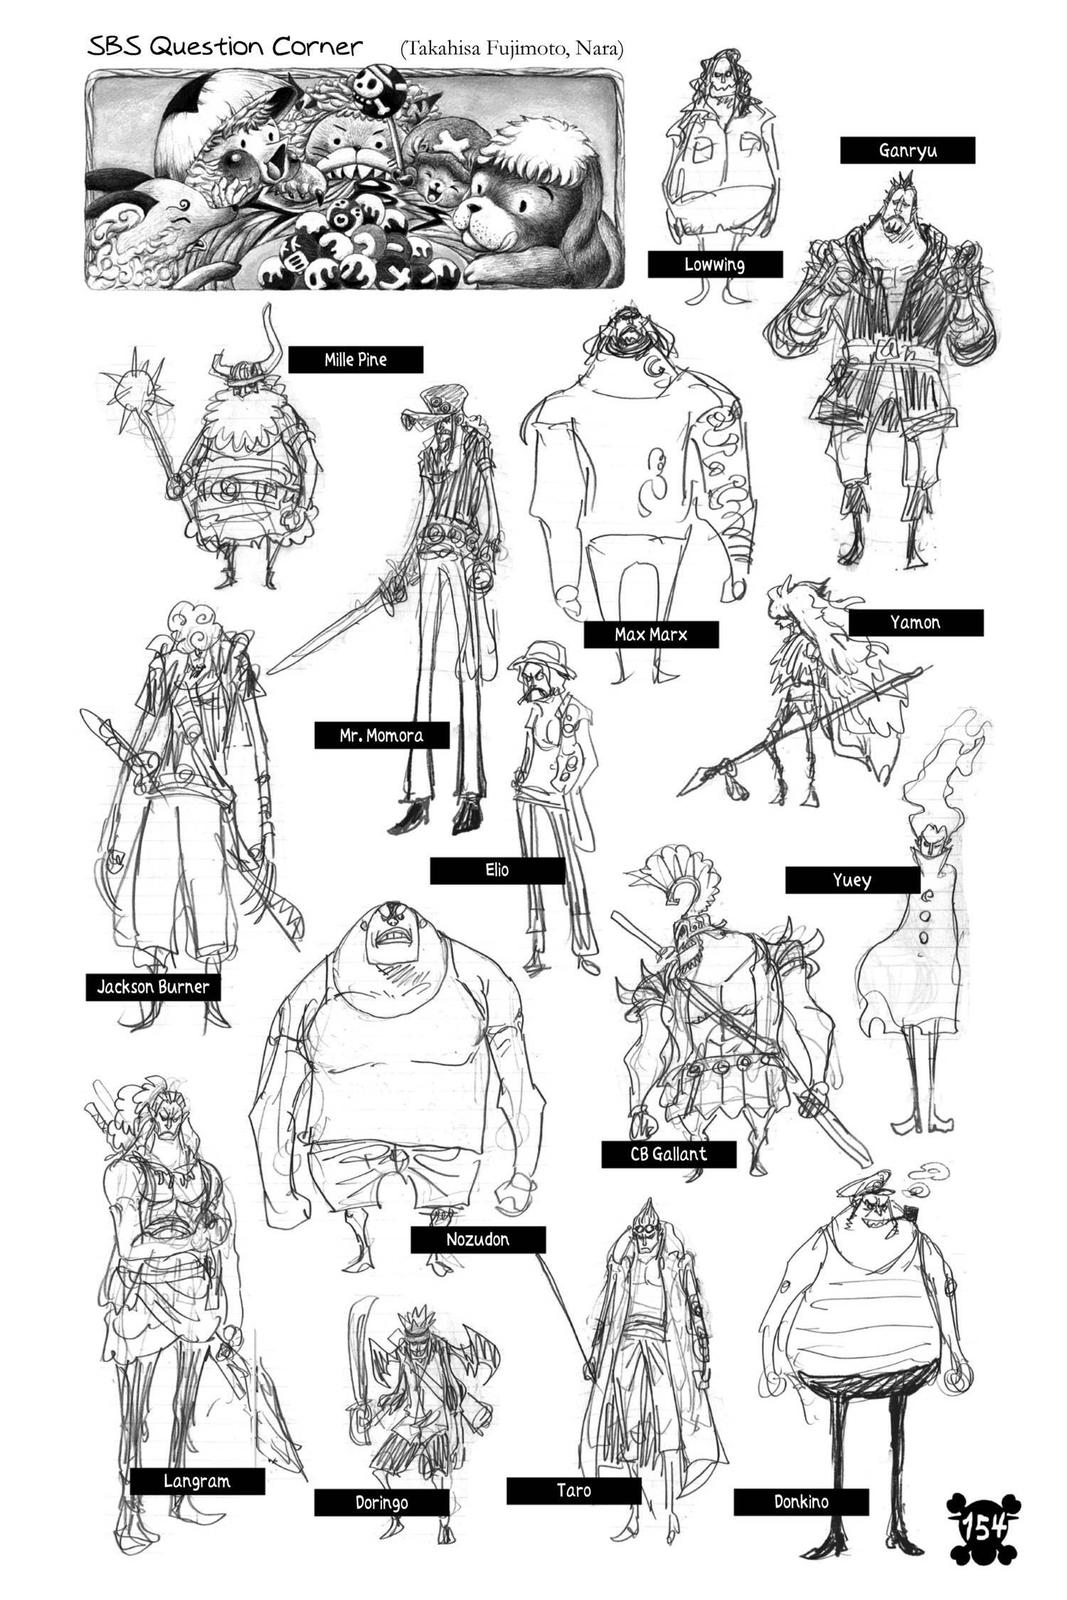 SBS Question Corner (Takahisa Fujimoto, Nara)
Ganryu
Lowwing
Mille Pine
Max Marx
Yamon
Mr. Momora
Elio
Yuey
Jackson Burner
CB Gallant
Nozudon
Langram
Doringo
Taro
Donkino
154